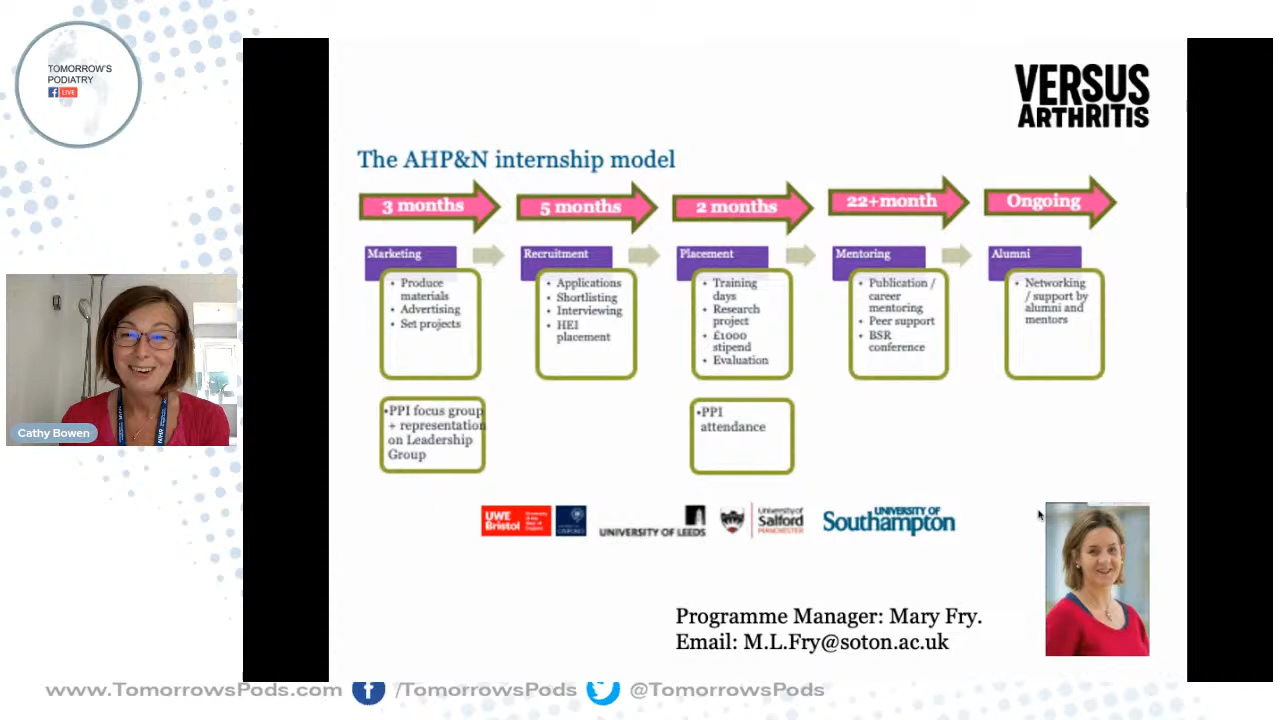 TOMORROW'S
PODIATRY
LIVE
VERSUS
ARTHRITIS
The AHP&N internship model
3 months
5 months
2 months
22+month
Ongoing
Marketing
Recruitment
Placement
Mentoring
Alumni
• Produce
materials
• Advertising
• Set projects
• Applications
• Shortlisting
• Interviewing
• HEI
placement
• Training
days
• Research
project
• £1000
stipend
• Evaluation
• Publication /
career
mentoring
• Peer support
• BSR
conference
• Networking
/ support by
alumni and
mentors
•PPI focus group
+ representation
on Leadership
Group
•PPI
attendance
Cathy Bowen
NIHR
UWE
Bristol
UNIVERSITY OF LEEDS
University of
Salford
MANCHESTER
UNIVERSITY OF
Southampton
Programme Manager: Mary Fry.
Email: M.L.Fry@soton.ac.uk
www.TomorrowsPods.com
/TomorrowsPods
@TomorrowsPods